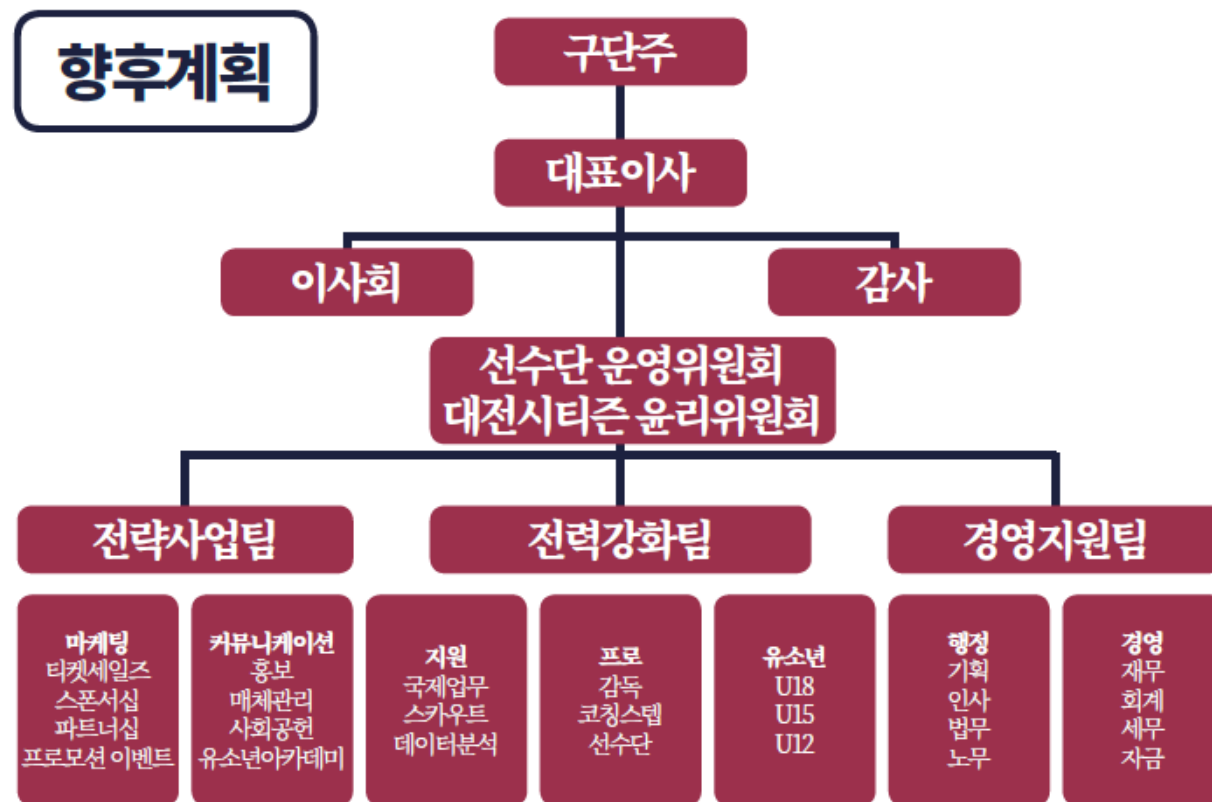 향후계획
구단주
대표이사
이사회
감사
선수단 운영위원회
대전시티즌 윤리위원회
전략사업팀
전력강화팀
경영지원팀
마케팅
티켓세일즈
스폰서십
파트너십
프로모션 이벤트
커뮤니케이션
홍보
매체관리
사회공헌
유소년아카데미
지원
국제업무
스카우트
데이터분석
프로
감독
코칭스텝
선수단
유소년
U18
U15
U12
행정
기획
인사
법무
노무
경영
재무
회계
세무
자금